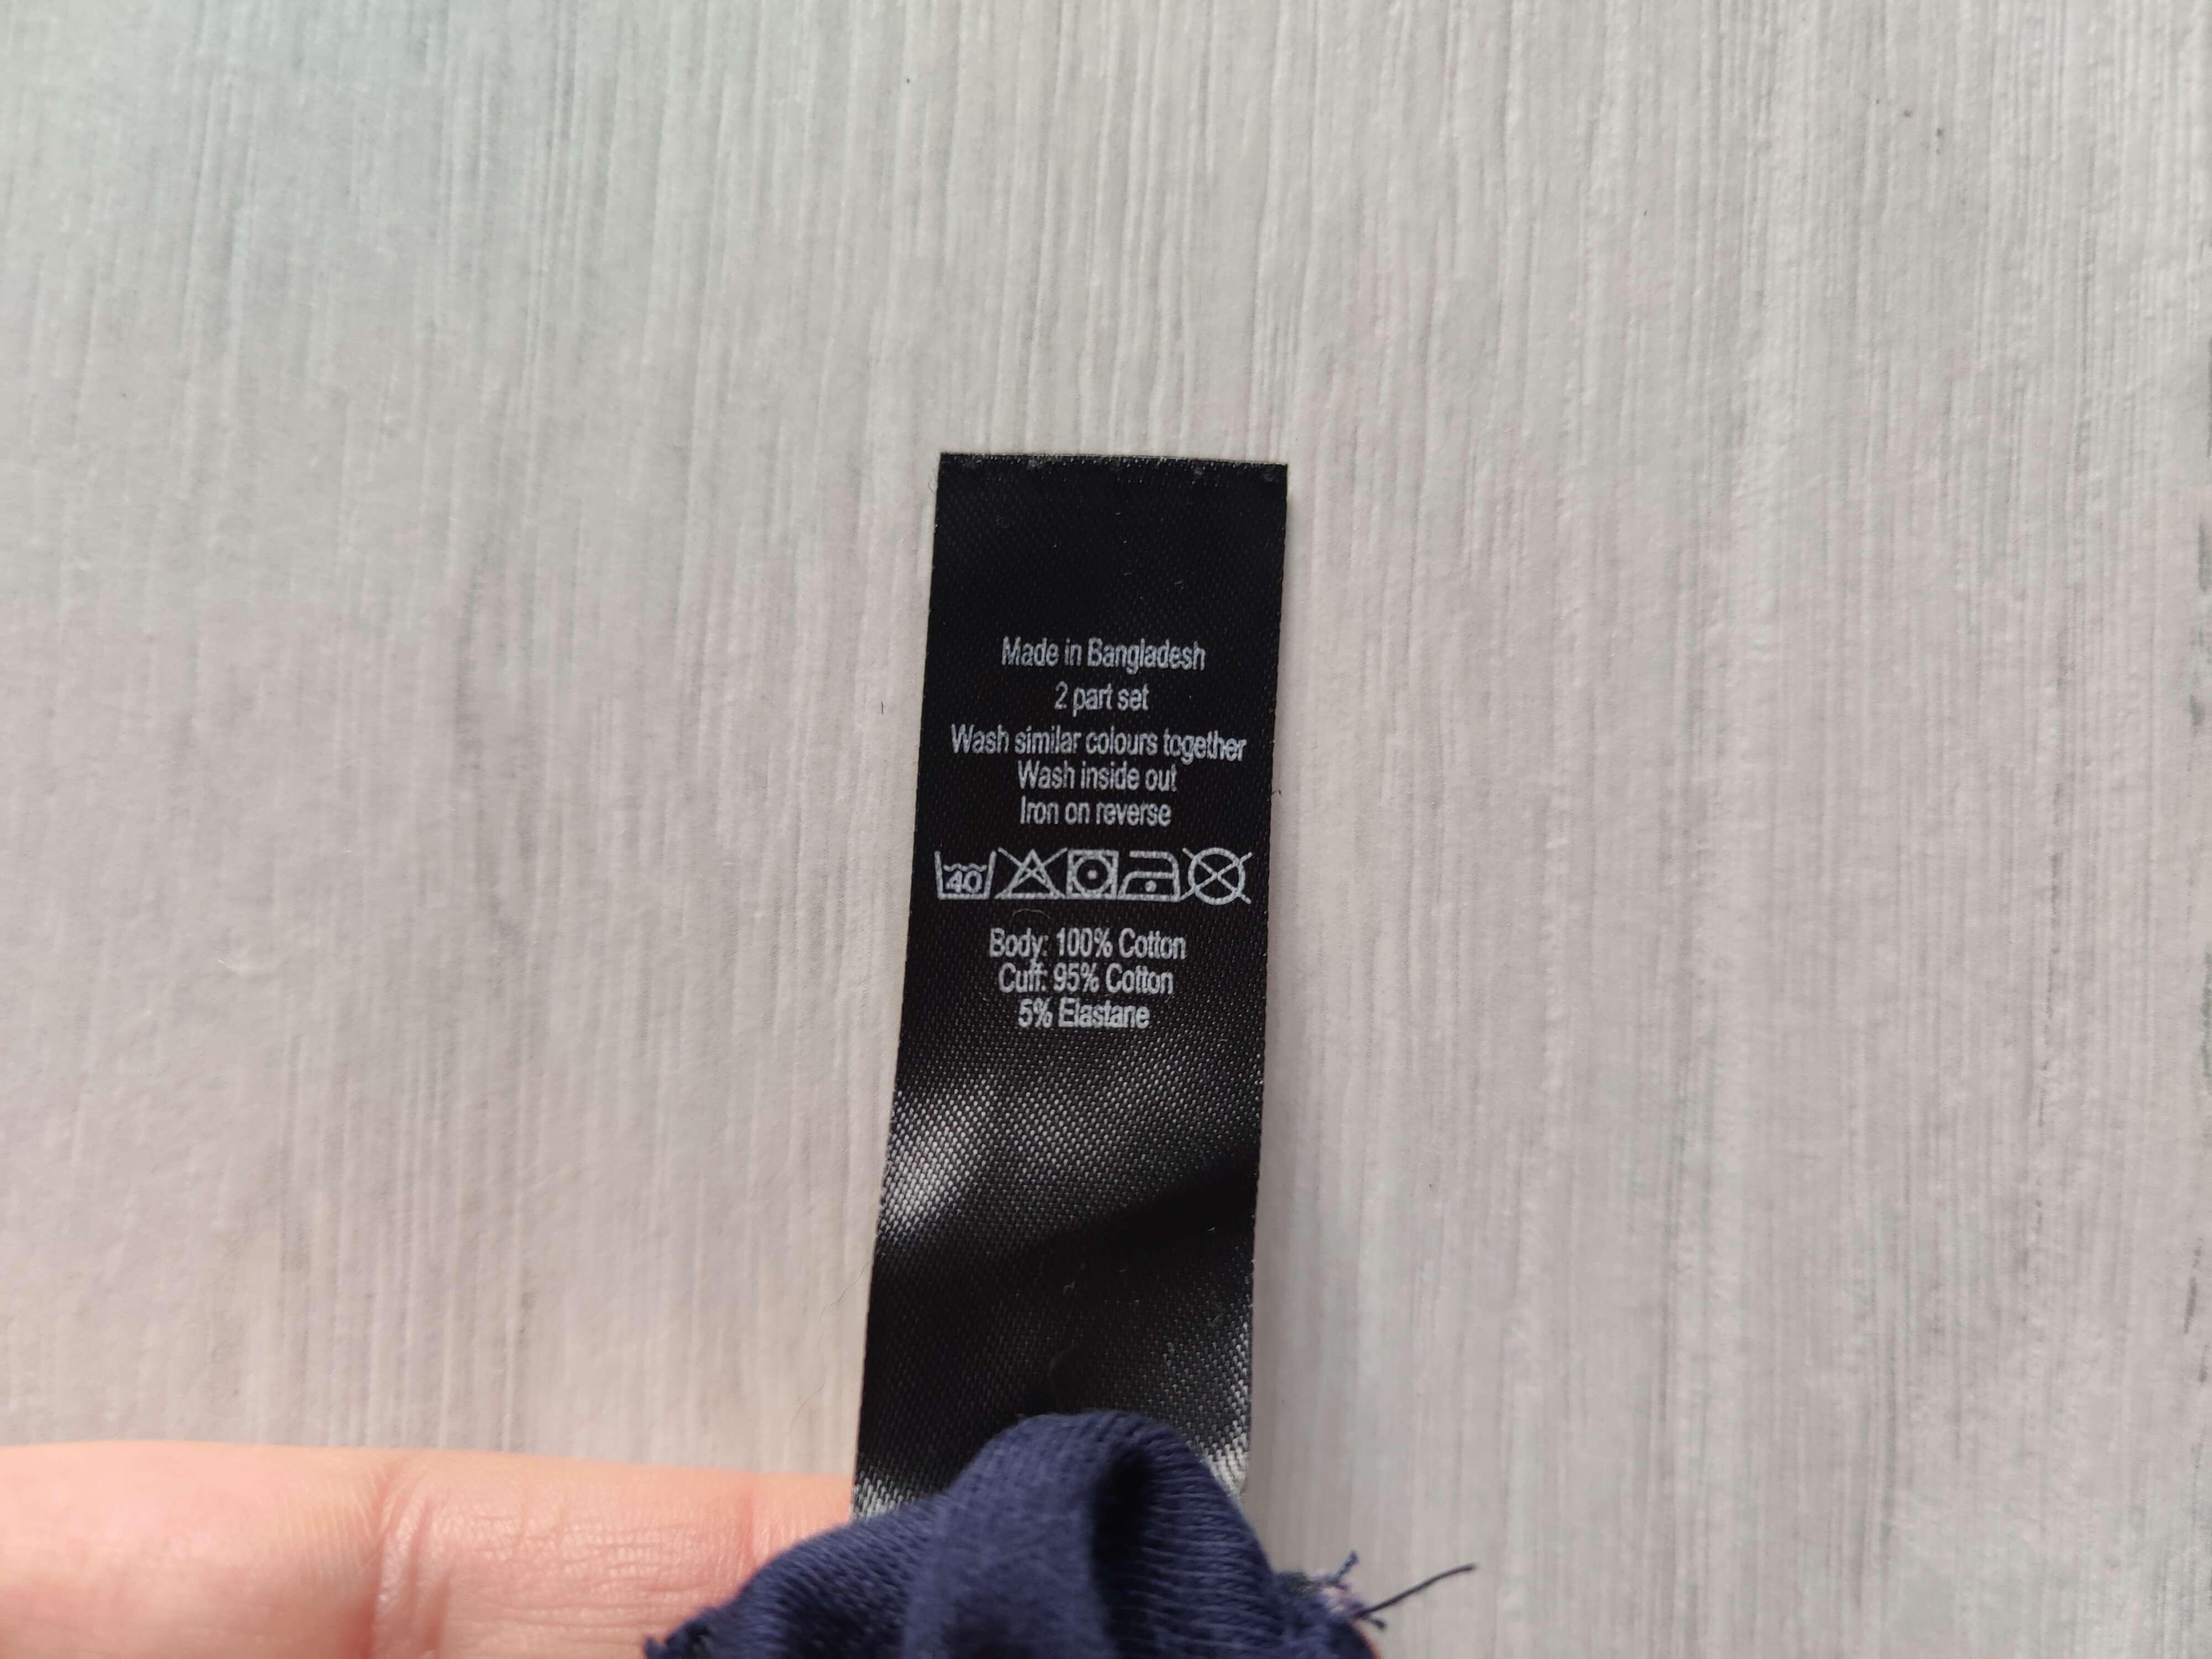 Made in Bangladesh
2 part set
Wash similar colours together
Wash inside out
Iron on reverse
40
Body: 100% Cotton
Cuff: 95% Cotton
5% Elastane